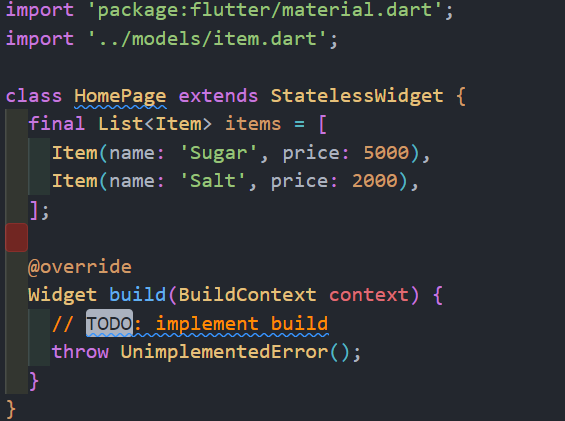 import 'package:flutter/material.dart';
import '../models/item.dart';
class HomePage extends StatelessWidget {
final List<Item> items = [
Item(name: 'Sugar', price: 5000),
Item(name: 'Salt', price: 2000),
];
@override
Widget build(BuildContext context) {
// TODO: implement build
throw UnimplementedError();
}
}